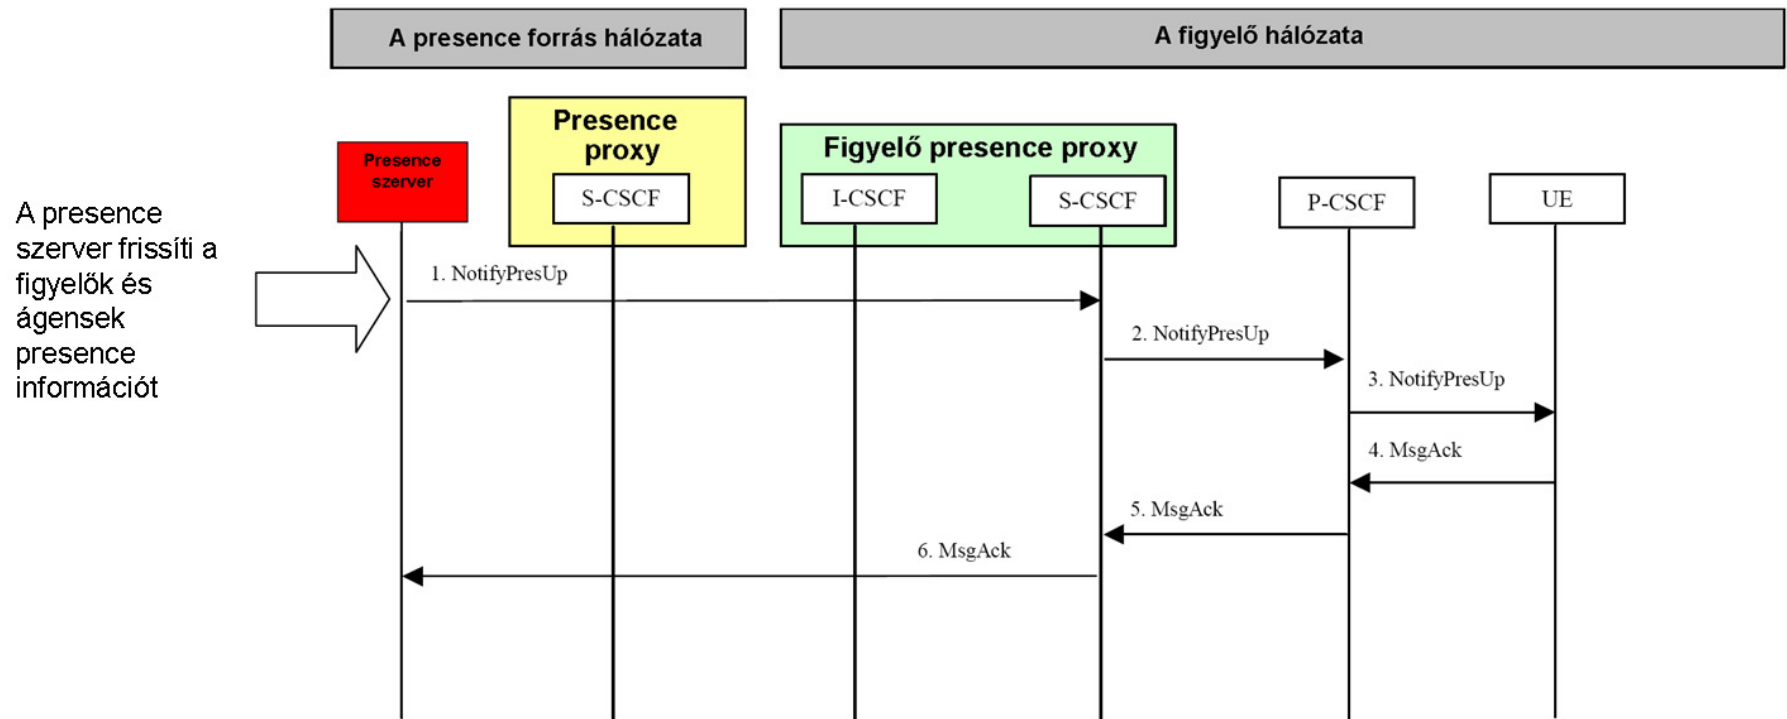 A presence forrás hálózata
A figyelő hálózata
Presence
proxy
Figyelő presence proxy
Presence
szerver
S-CSCF
I-CSCF
S-CSCF
P-CSCF
UE
A presence
szerver frissíti a
figyelők és
ágensek
presence
információt
1. NotifyPresUp
2. NotifyPresUp
3. NotifyPresUp
4. MsgAck
5. MsgAck
6. MsgAck